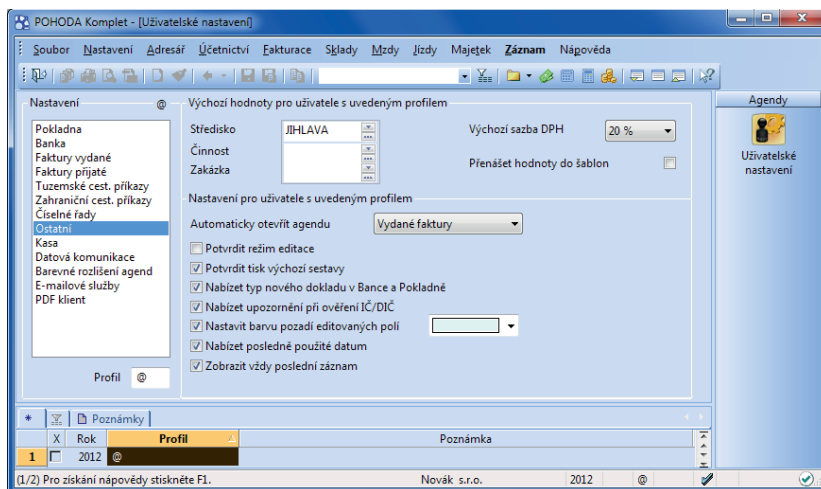 POHODA Komplet - [Uživatelské nastavení]
Soubor Nastavení Adresář Účetnictví Fakturace Sklady Mzdy Jízdy Majetek Záznam Nápověda
Nastavení @
Pokladna
Banka
Faktury vydané
Faktury přijaté
Tuzemské cest. příkazy
Zahraniční cest. příkazy
Číselné řady
Ostatní
Kasa
Datová komunikace
Barevné rozlišení agend
E-mailové služby
PDF klient
Profil @
Výchozí hodnoty pro uživatele s uvedeným profilem
Středisko JIHLAVA
Činnost
Zakázka
Výchozí sazba DPH 20 %
Přenášet hodnoty do šablon
Nastavení pro uživatele s uvedeným profilem
Automaticky otevřít agendu Vydané faktury
Potvrdit režim editace
Potvrdit tisk výchozí sestavy
Nabízet typ nového dokladu v Bance a Pokladně
Nabízet upozornění při ověření IČ/DIČ
Nastavit barvu pozadí editovaných polí
Nabízet posledně použité datum
Zobrazit vždy poslední záznam
Agendy
Uživatelské
nastavení
* Poznámky
X Rok Profil Poznámka
1 2012 @
(1/2) Pro získání nápovědy stiskněte F1. Novák s.r.o. 2012 @